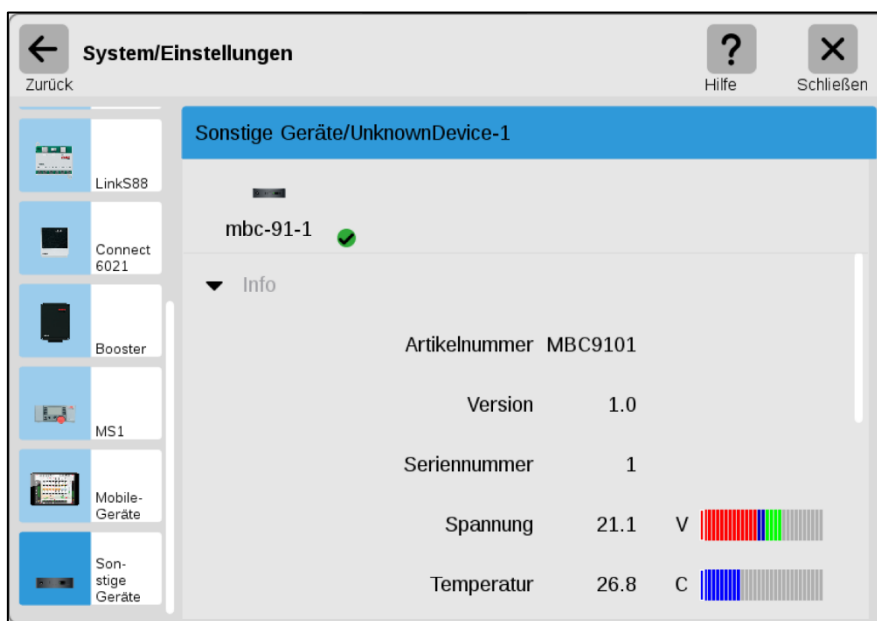 System/Einstellungen
Zurück
Hilfe
Schließen
LinkS88
Connect
6021
Booster
MS1
Mobile-
Geräte
Son-
stige
Geräte
Sonstige Geräte/UnknownDevice-1
mbc-91-1
Info
Artikelnummer MBC9101
Version 1.0
Seriennummer 1
Spannung 21.1 V
Temperatur 26.8 C